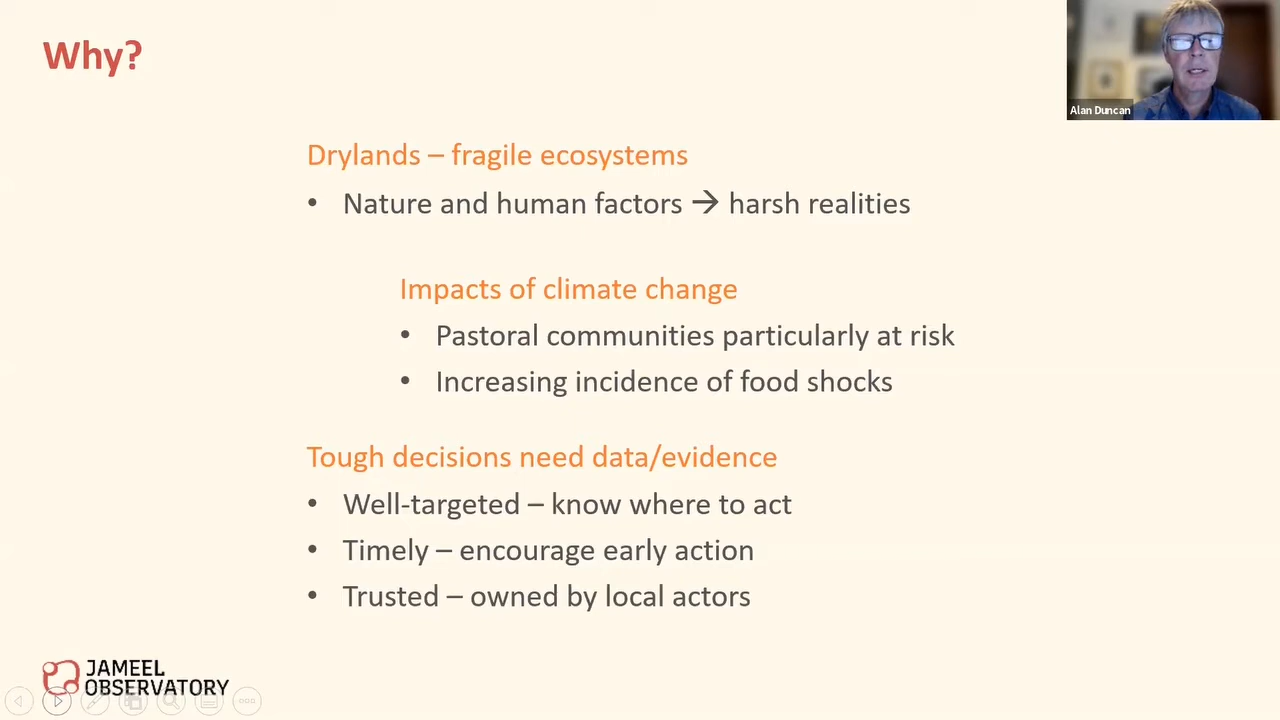 Why?
Alan Duncan
Drylands – fragile ecosystems
• Nature and human factors → harsh realities
Impacts of climate change
• Pastoral communities particularly at risk
• Increasing incidence of food shocks
Tough decisions need data/evidence
• Well-targeted – know where to act
• Timely – encourage early action
• Trusted – owned by local actors
JAMEEL
OBSERVATORY